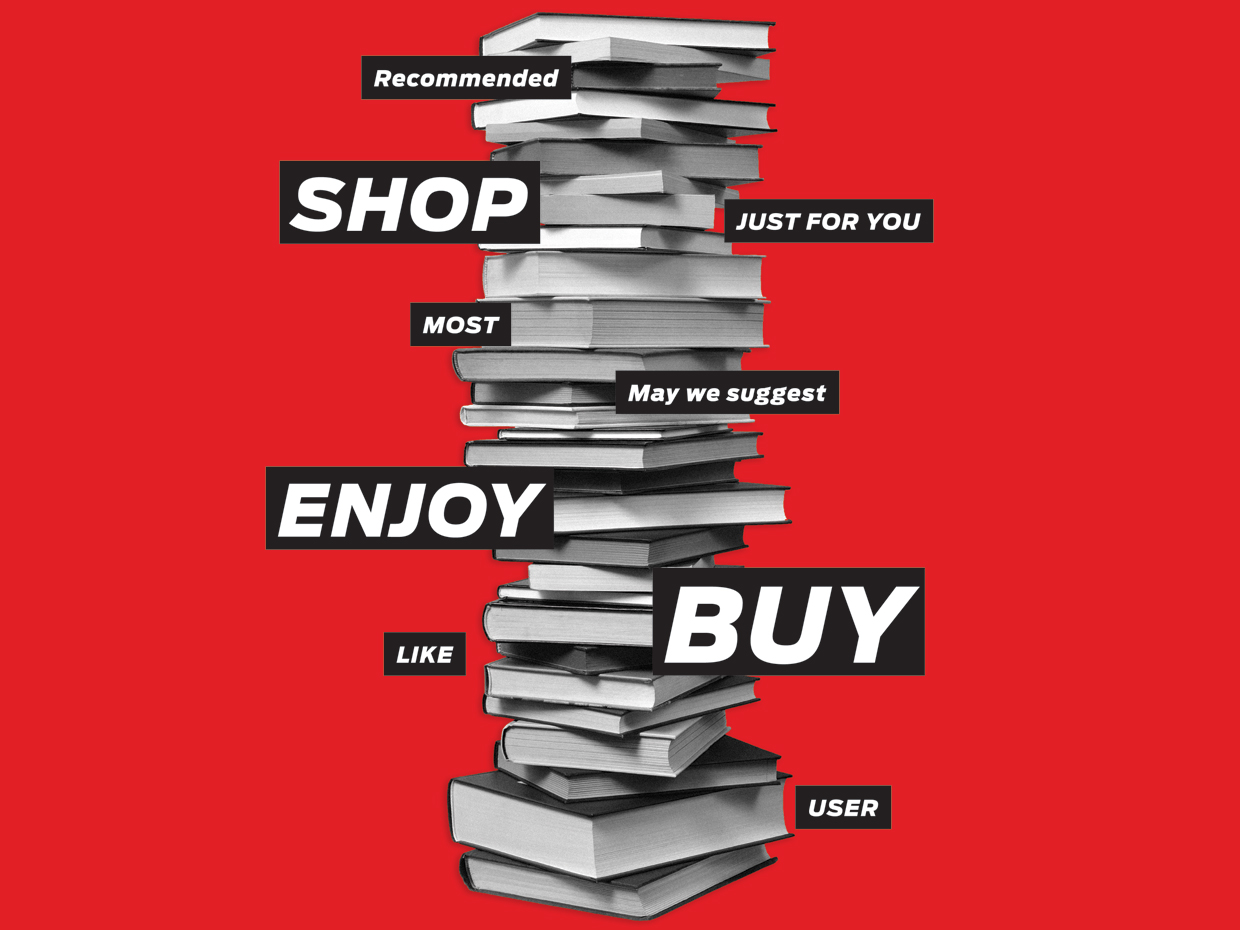 Recommended
SHOP
JUST FOR YOU
MOST
May we suggest
ENJOY
BUY
LIKE
USER